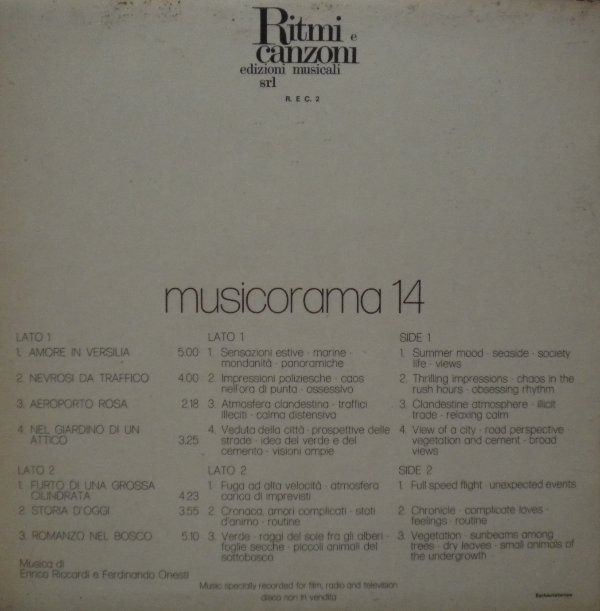 Ritmi e
canzoni
edizioni musicali
srl
R. E C. 2
musicorama 14
LATO 1
1. AMORE IN VERSILIA 5.00
2. NEVROSI DA TRAFFICO 4.00
3. AEROPORTO ROSA 2.18
4. NEL GIARDINO DI UN
ATTICO 3.25
LATO 2
1. FURTO DI UNA GROSSA
CILINDRATA 4.23
2. STORIA D'OGGI 3.55
3. ROMANZO NEL BOSCO 5.10
Musica di
Enrico Riccardi e Ferdinando Onesti
LATO 1
1. Sensazioni estive · marine ·
mondanità · panoramiche
2. Impressioni poliziesche · caos
nell'ora di punta · ossessivo
3. Atmosfera clandestina · traffici
illeciti · calma distensiva
4. Veduta della città · prospettive delle
strade · idea del verde e del
cemento · visioni ampie
LATO 2
1. Fuga ad alta velocità · atmosfera
carica di imprevisti
2. Cronaca, amori complicati · stati
d'animo · routine
3. Verde · raggi del sole fra gli alberi ·
foglie secche · piccoli animali del
sottobosco
SIDE 1
1. Summer mood · seaside · society
life · views
2. Thrilling impressions · chaos in the
rush hours · obsessing rhythm
3. Clandestine atmosphere · illicit
trade · relaxing calm
4. View of a city · road perspective
vegetation and cement · broad
views
SIDE 2
1. Full speed flight · unexpected events
2. Chronicle · complicate loves ·
feelings · routine
3. Vegetation · sunbeams among
trees · dry leaves · small animals of
the undergrowth
Music specially recorded for film, radio and television
disco non in vendita